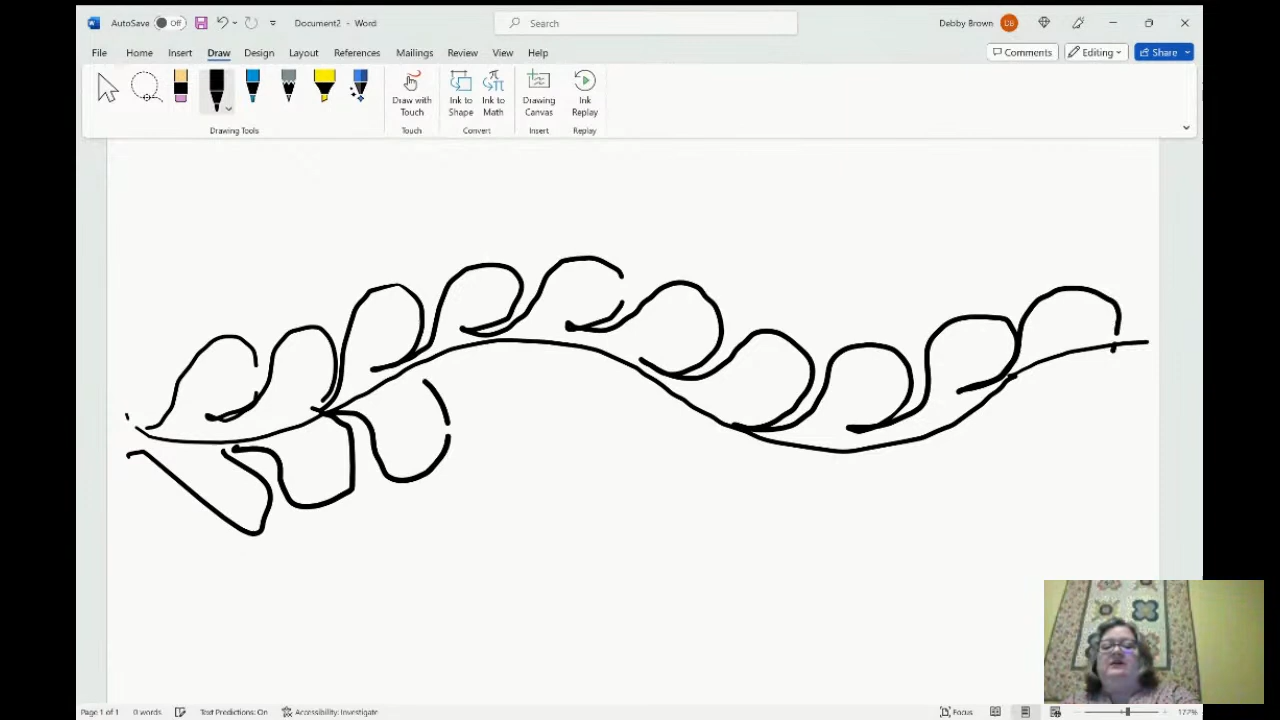 AutoSave Off Document2 - Word Search Debby Brown DB
File Home Insert Draw Design Layout References Mailings Review View Help Comments Editing Share
Draw with Touch Ink to Shape Ink to Math Drawing Canvas Ink Replay
Drawing Tools Touch Convert Insert Replay
Page 1 of 1 0 words Text Predictions: On Accessibility: Investigate Focus 177%